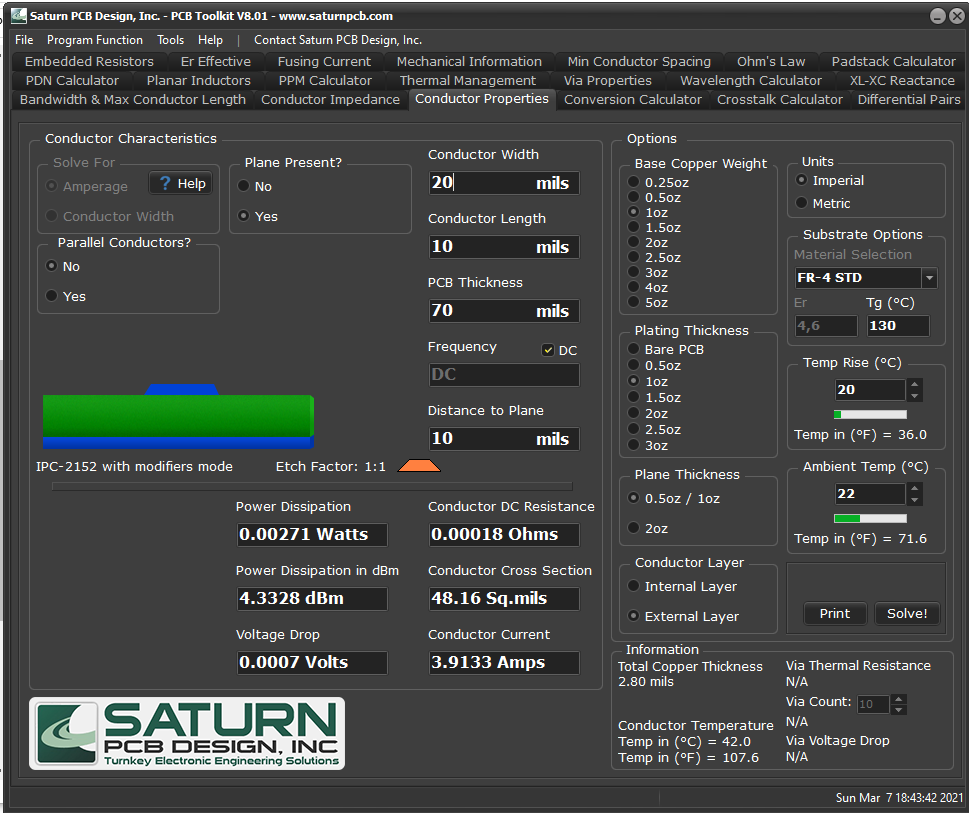 Saturn PCB Design, Inc. - PCB Toolkit V8.01 - www.saturnpcb.com
File Program Function Tools Help | Contact Saturn PCB Design, Inc.
Embedded Resistors Er Effective Fusing Current Mechanical Information Min Conductor Spacing Ohm's Law Padstack Calculator
PDN Calculator Planar Inductors PPM Calculator Thermal Management Via Properties Wavelength Calculator XL-XC Reactance
Bandwidth & Max Conductor Length Conductor Impedance Conductor Properties Conversion Calculator Crosstalk Calculator Differential Pairs
Conductor Characteristics
Solve For
Amperage
? Help
Conductor Width
Plane Present?
No
Yes
Parallel Conductors?
No
Yes
Conductor Width
20 mils
Conductor Length
10 mils
PCB Thickness
70 mils
Frequency DC
DC
Distance to Plane
10 mils
IPC-2152 with modifiers mode
Etch Factor: 1:1
Power Dissipation
0.00271 Watts
Power Dissipation in dBm
4.3328 dBm
Voltage Drop
0.0007 Volts
Conductor DC Resistance
0.00018 Ohms
Conductor Cross Section
48.16 Sq.mils
Conductor Current
3.9133 Amps
SATURN
PCB DESIGN, INC
Turnkey Electronic Engineering Solutions
Options
Base Copper Weight
0.25oz
0.5oz
1oz
1.5oz
2oz
2.5oz
3oz
4oz
5oz
Plating Thickness
Bare PCB
0.5oz
1oz
1.5oz
2oz
2.5oz
3oz
Plane Thickness
0.5oz / 1oz
2oz
Conductor Layer
Internal Layer
External Layer
Units
Imperial
Metric
Substrate Options
Material Selection
FR-4 STD
Er Tg (°C)
4,6 130
Temp Rise (°C)
20
Temp in (°F) = 36.0
Ambient Temp (°C)
22
Temp in (°F) = 71.6
Print Solve!
Information
Total Copper Thickness
2.80 mils
Conductor Temperature
Temp in (°C) = 42.0
Temp in (°F) = 107.6
Via Thermal Resistance
N/A
Via Count: 10
N/A
Via Voltage Drop
N/A
Sun Mar 7 18:43:42 2021